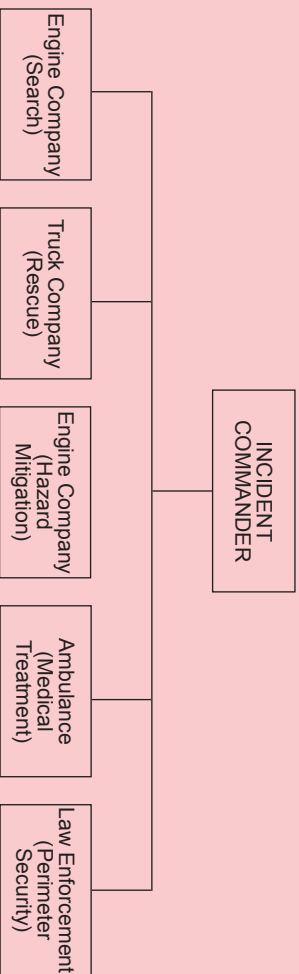 INCIDENT
COMMANDER
Engine Company
(Search)
Truck Company
(Rescue)
Engine Company
(Hazard
Mitigation)
Ambulance
(Medical
Treatment)
Law Enforcement
(Perimeter
Security)